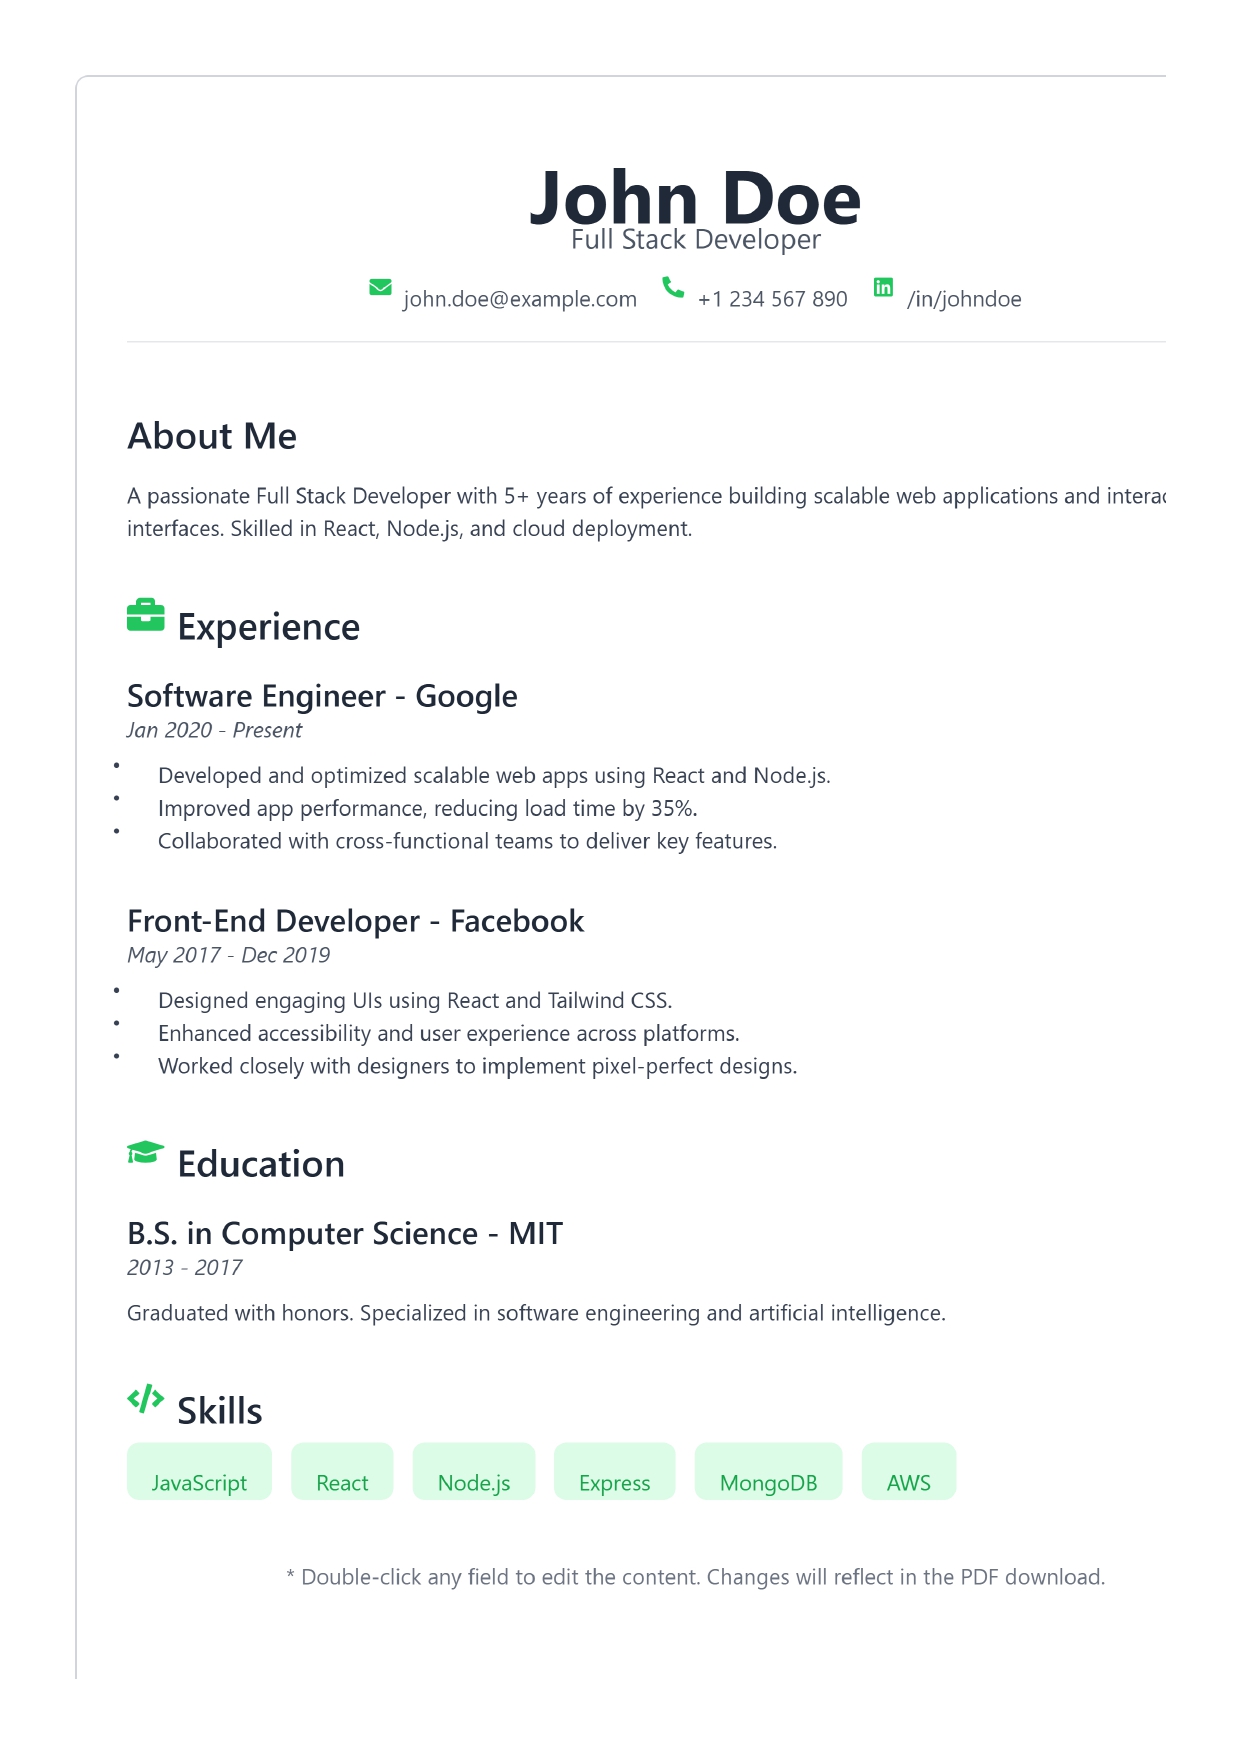 John Doe
Full Stack Developer
john.doe@example.com +1 234 567 890 /in/johndoe
About Me
A passionate Full Stack Developer with 5+ years of experience building scalable web applications and
interfaces. Skilled in React, Node.js, and cloud deployment.
Experience
Software Engineer - Google
Jan 2020 - Present
• Developed and optimized scalable web apps using React and Node.js.
• Improved app performance, reducing load time by 35%.
• Collaborated with cross-functional teams to deliver key features.
Front-End Developer - Facebook
May 2017 - Dec 2019
• Designed engaging UIs using React and Tailwind CSS.
• Enhanced accessibility and user experience across platforms.
• Worked closely with designers to implement pixel-perfect designs.
Education
B.S. in Computer Science - MIT
2013 - 2017
Graduated with honors. Specialized in software engineering and artificial intelligence.
Skills
JavaScript React Node.js Express MongoDB AWS
* Double-click any field to edit the content. Changes will reflect in the PDF download.